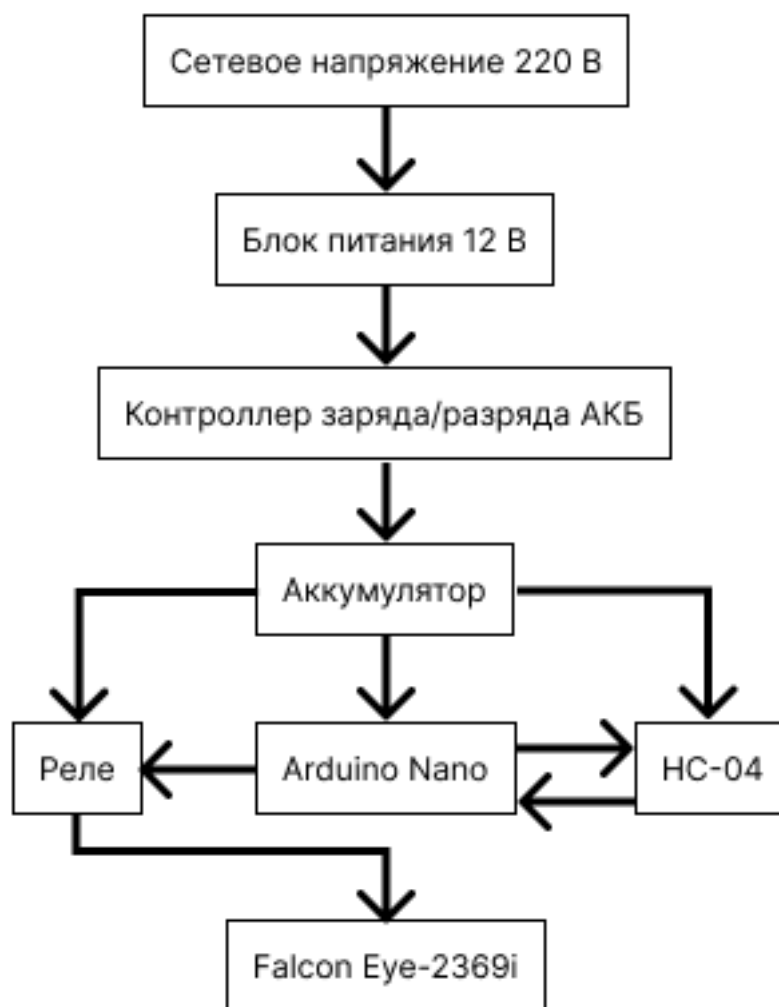 Сетевое напряжение 220 В
Блок питания 12 В
Контроллер заряда/разряда АКБ
Аккумулятор
Реле
Arduino Nano
HC-04
Falcon Eye-2369i